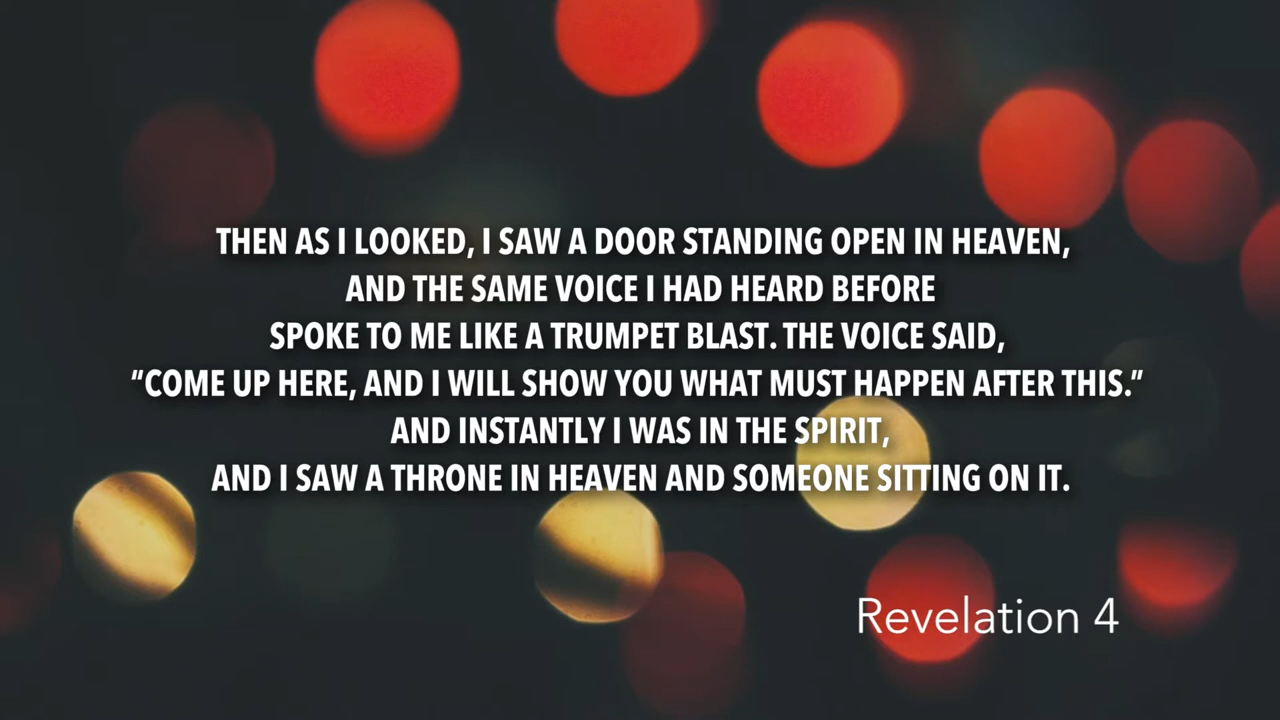 THEN AS I LOOKED, I SAW A DOOR STANDING OPEN IN HEAVEN,
AND THE SAME VOICE I HAD HEARD BEFORE
SPOKE TO ME LIKE A TRUMPET BLAST. THE VOICE SAID,
“COME UP HERE, AND I WILL SHOW YOU WHAT MUST HAPPEN AFTER THIS.”
AND INSTANTLY I WAS IN THE SPIRIT,
AND I SAW A THRONE IN HEAVEN AND SOMEONE SITTING ON IT.
Revelation 4